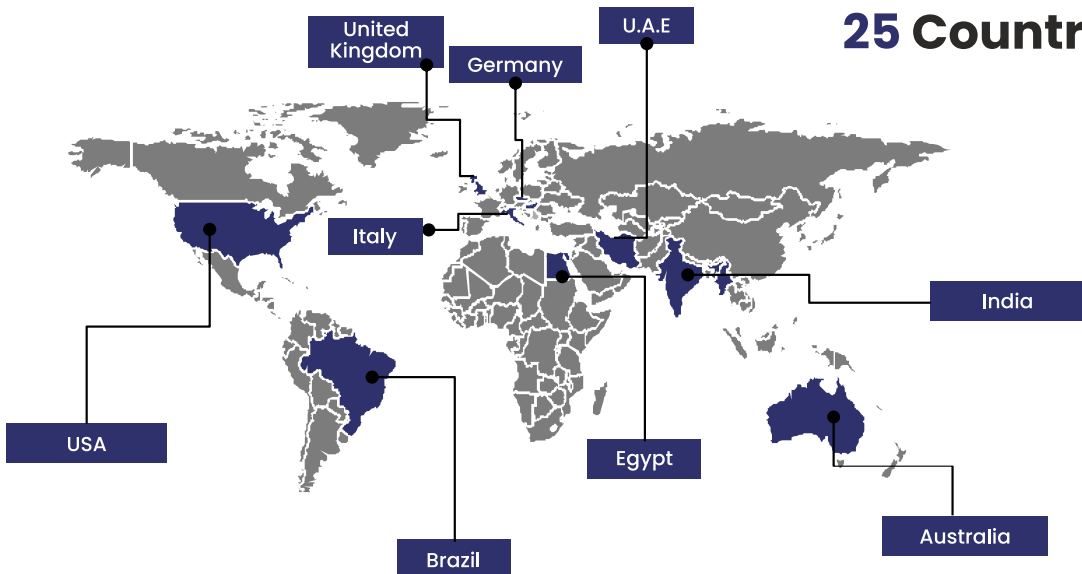 25 Countr
United
Kingdom
U.A.E
Germany
Italy
India
USA
Egypt
Australia
Brazil